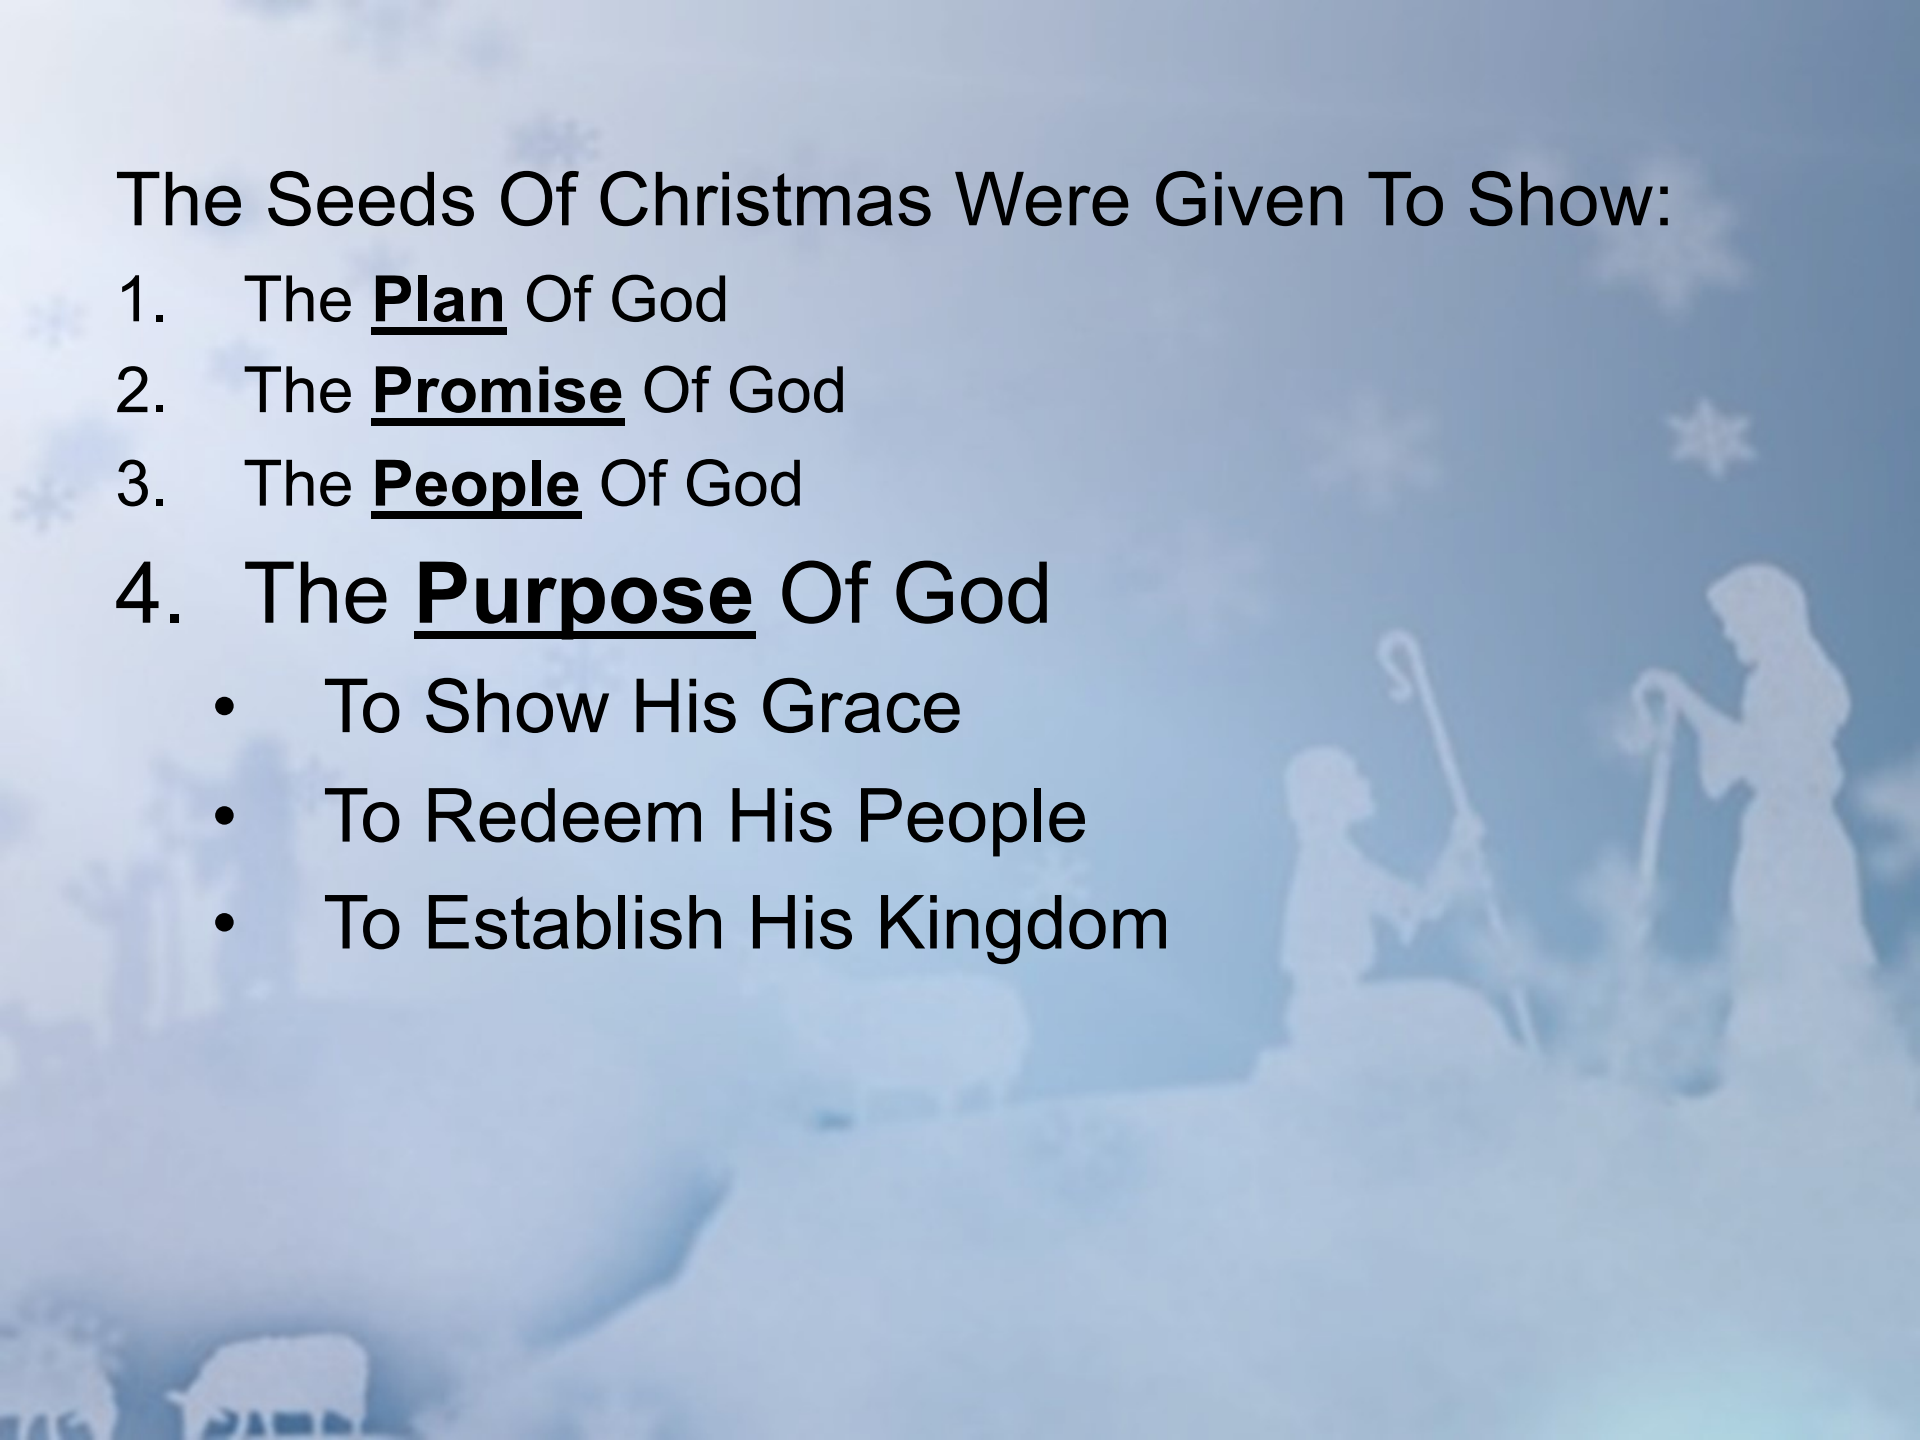 The Seeds Of Christmas Were Given To Show:
1. The Plan Of God
2. The Promise Of God
3. The People Of God
4. The Purpose Of God
• To Show His Grace
• To Redeem His People
• To Establish His Kingdom